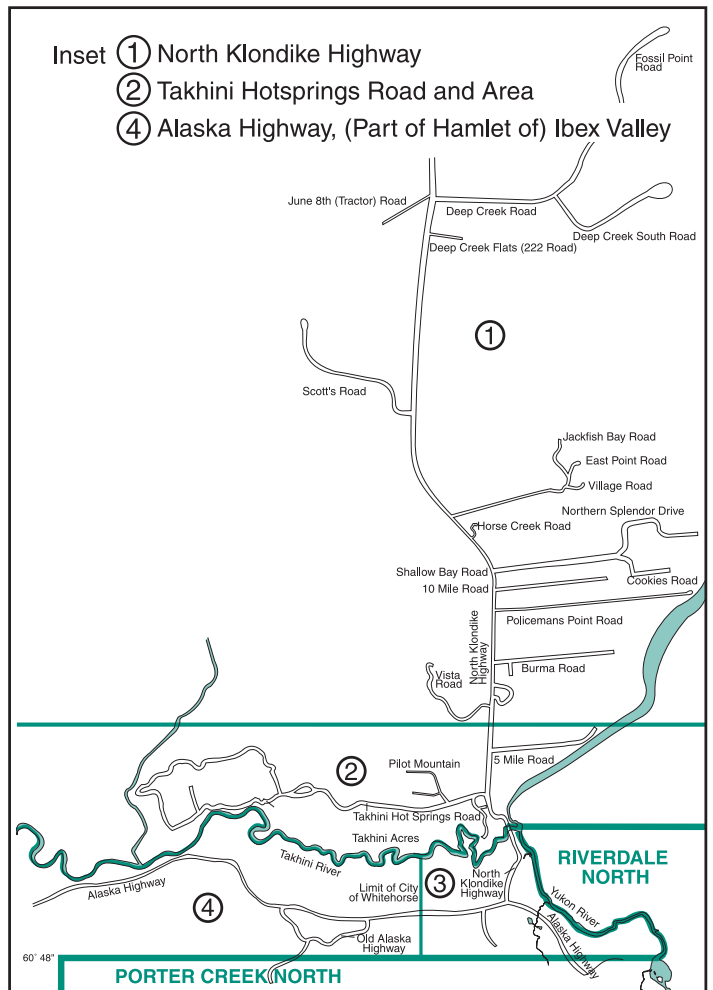 Inset ① North Klondike Highway
② Takhini Hotsprings Road and Area
④ Alaska Highway, (Part of Hamlet of) Ibex Valley
Fossil Point
Road
June 8th (Tractor) Road
Deep Creek Road
Deep Creek South Road
Deep Creek Flats (222 Road)
①
Scott's Road
Jackfish Bay Road
East Point Road
Village Road
Northern Splendor Drive
Horse Creek Road
Shallow Bay Road
Cookies Road
10 Mile Road
Policemans Point Road
North Klondike
Highway
Burma Road
Vista
Road
5 Mile Road
Pilot Mountain
②
Takhini Hot Springs Road
Takhini Acres
Takhini River
③
North
Klondike
Highway
RIVERDALE
NORTH
Alaska Highway
④
Limit of City
of Whitehorse
Yukon River
Alaska Highway
Old Alaska
Highway
60° 48"
PORTER CREEK NORTH